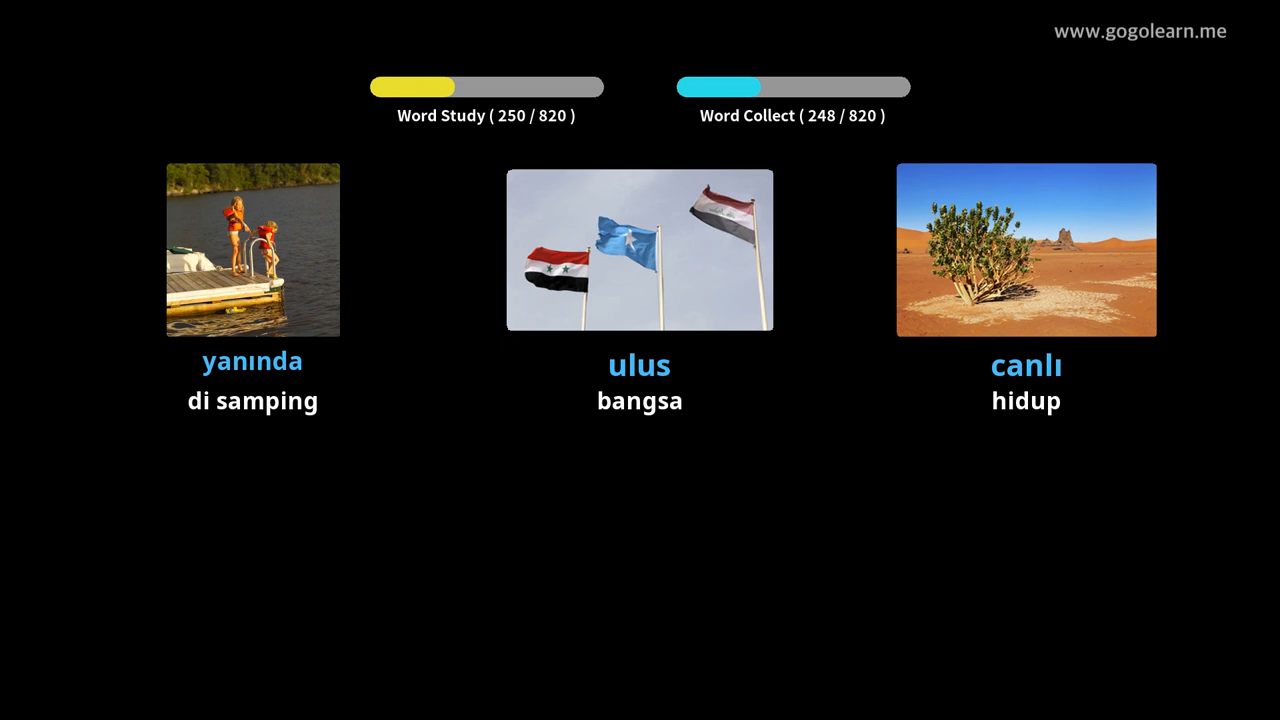 www.gogolearn.me
Word Study ( 250 / 820 )
Word Collect ( 248 / 820 )
yanında
di samping
ulus
bangsa
canlı
hidup